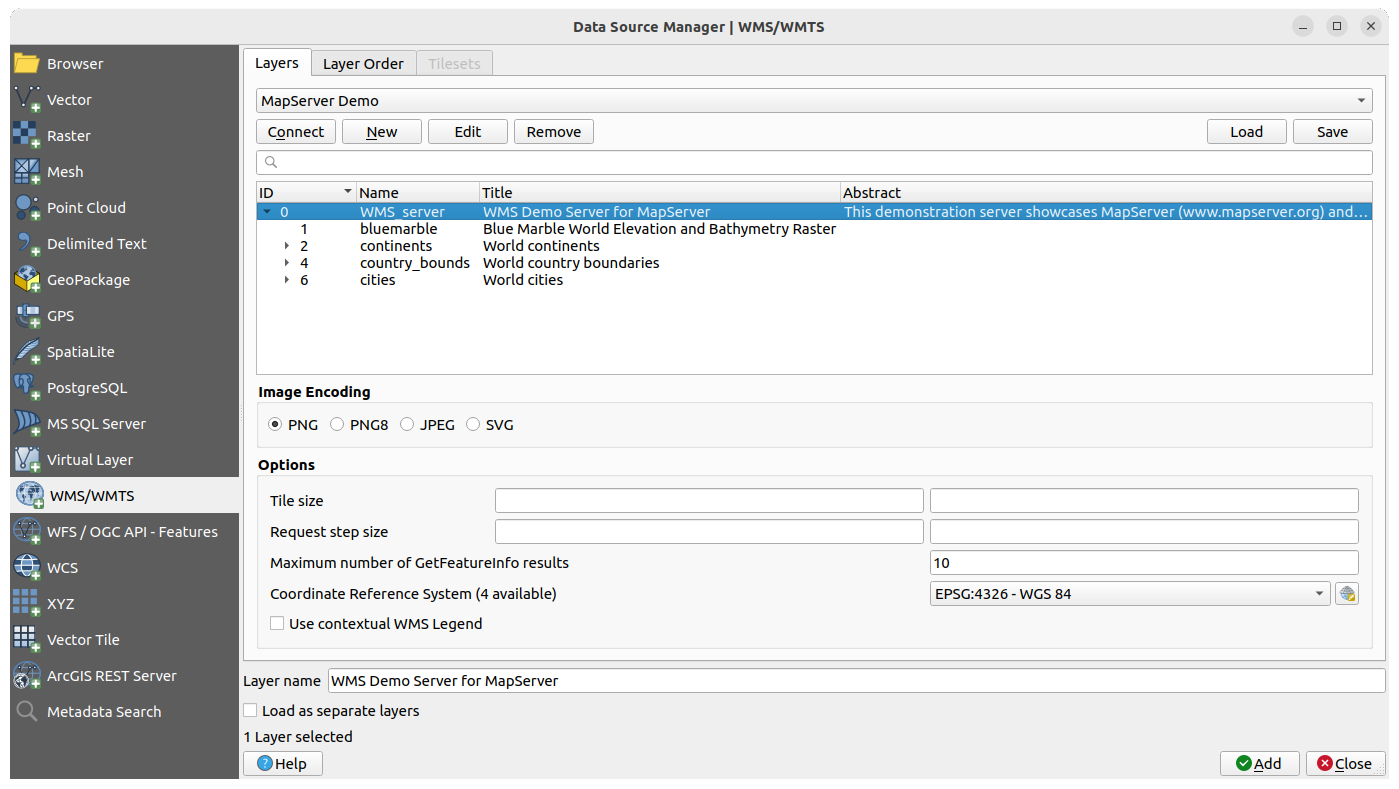 Data Source Manager | WMS/WMTS
Browser
Vector
Raster
Mesh
Point Cloud
Delimited Text
GeoPackage
GPS
SpatiaLite
PostgreSQL
MS SQL Server
Virtual Layer
WMS/WMTS
WFS / OGC API - Features
WCS
XYZ
Vector Tile
ArcGIS REST Server
Metadata Search
Layers Layer Order Tilesets
MapServer Demo
Connect New Edit Remove Load Save
ID Name Title Abstract
0 WMS_server WMS Demo Server for MapServer This demonstration server showcases MapServer (www.mapserver.org) and…
1 bluemarble Blue Marble World Elevation and Bathymetry Raster
2 continents World continents
4 country_bounds World country boundaries
6 cities World cities
Image Encoding
PNG PNG8 JPEG SVG
Options
Tile size
Request step size
Maximum number of GetFeatureInfo results 10
Coordinate Reference System (4 available) EPSG:4326 - WGS 84
Use contextual WMS Legend
Layer name WMS Demo Server for MapServer
Load as separate layers
1 Layer selected
Help Add Close